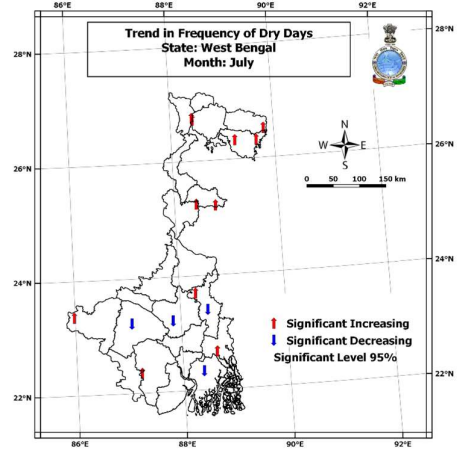 86°E 88°E 90°E 92°E
Trend in Frequency of Dry Days
State: West Bengal
Month: July
28°N 28°N
N
W E
S
26°N 26°N
0 50 100 150 km
24°N 24°N
Significant Increasing
Significant Decreasing
Significant Level 95%
22°N 22°N
86°E 88°E 90°E 92°E